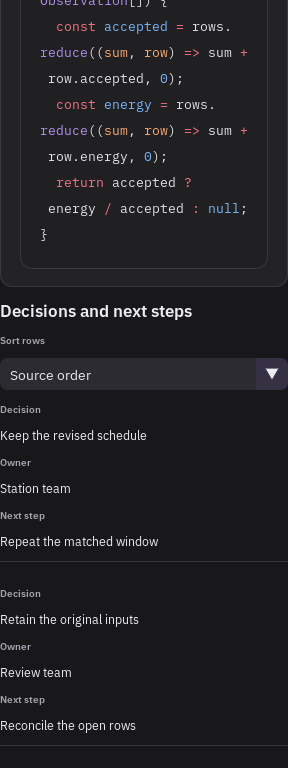 observation[]) {
const accepted = rows.
reduce((sum, row) => sum +
row.accepted, 0);
const energy = rows.
reduce((sum, row) => sum +
row.energy, 0);
return accepted ?
energy / accepted : null;
}
Decisions and next steps
Sort rows
Source order
Decision
Keep the revised schedule
Owner
Station team
Next step
Repeat the matched window
Decision
Retain the original inputs
Owner
Review team
Next step
Reconcile the open rows